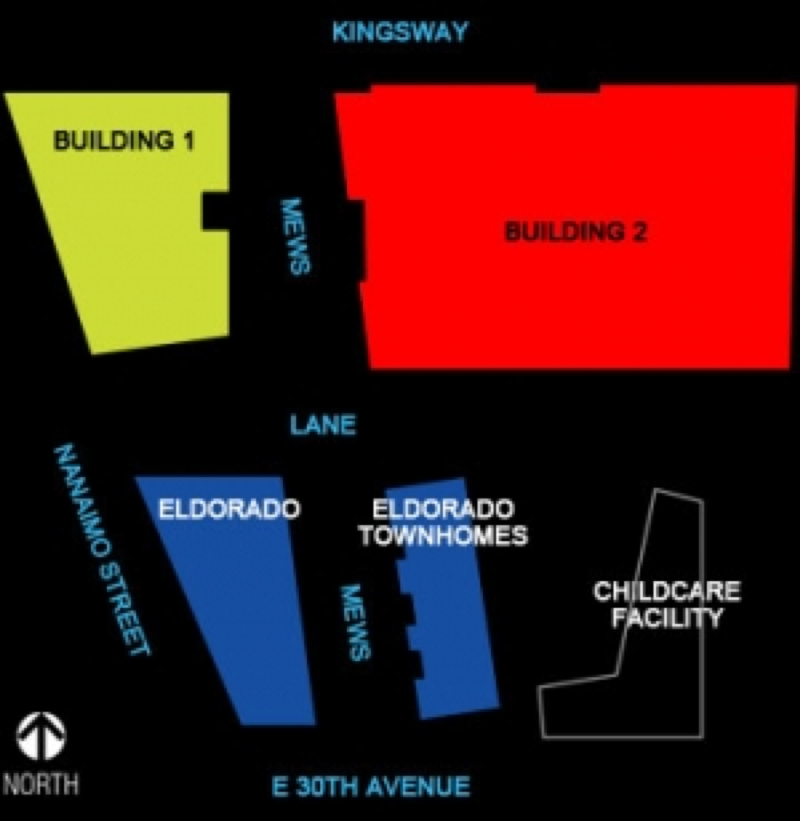 KINGSWAY
BUILDING 1
MEWS
BUILDING 2
LANE
NANAIMO STREET
ELDORADO
ELDORADO
TOWNHOMES
MEWS
CHILDCARE
FACILITY
NORTH
E 30TH AVENUE